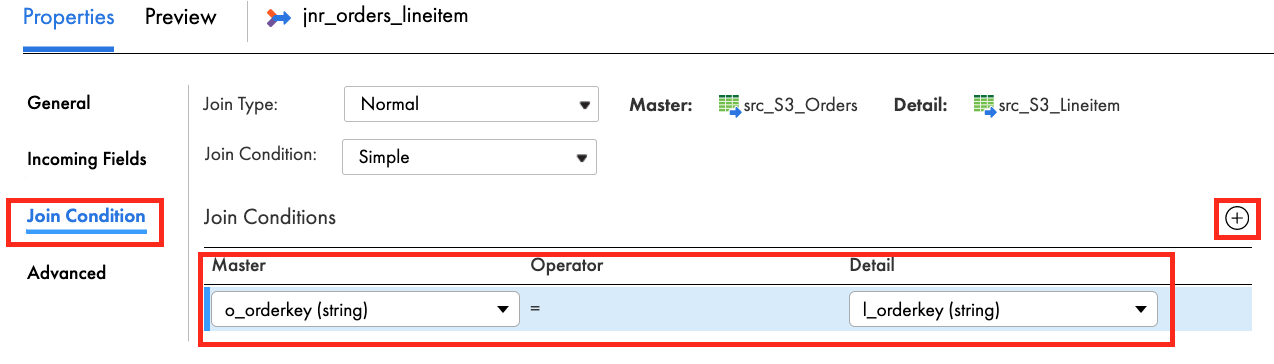 Properties Preview jnr_orders_lineitem
General
Join Type: Normal Master: src_S3_Orders Detail: src_S3_Lineitem
Incoming Fields
Join Condition: Simple
Join Condition
Join Conditions
Advanced
Master Operator Detail
o_orderkey (string) = l_orderkey (string)